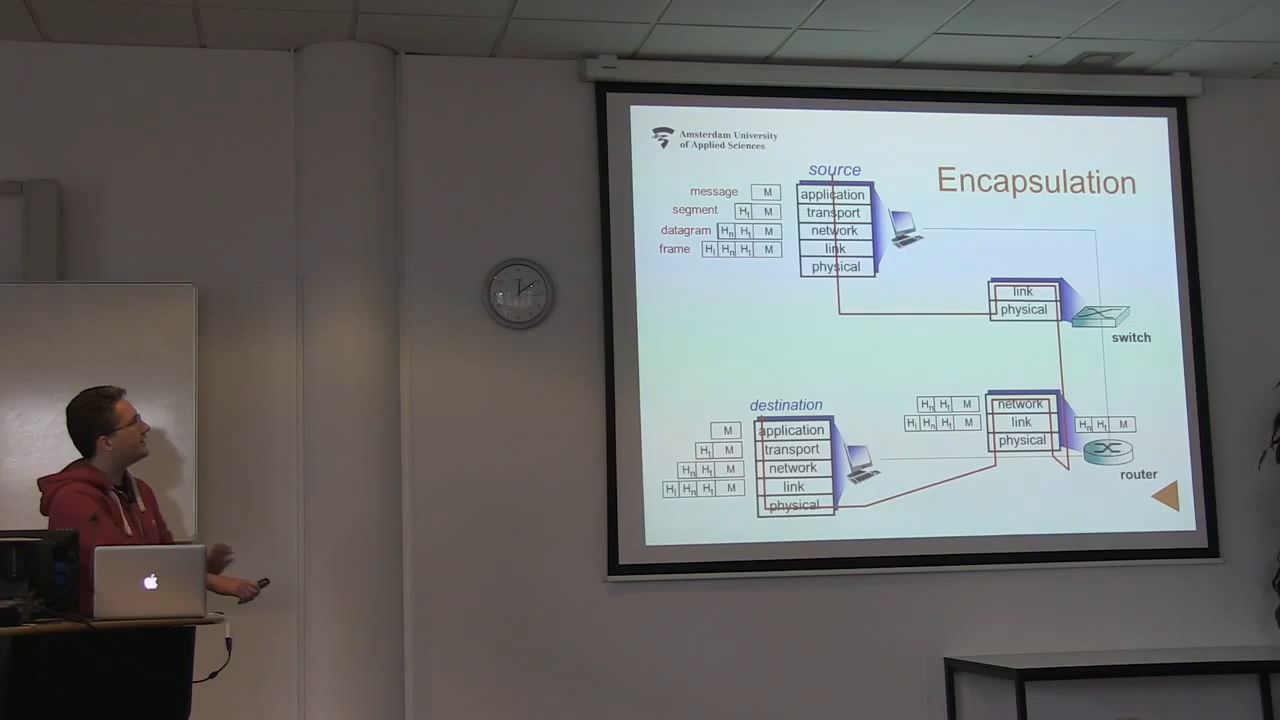 Amsterdam University
of Applied Sciences
Encapsulation
source
message M
segment Ht M
datagram Hn Ht M
frame Hl Hn Ht M
application
transport
network
link
physical
link
physical
switch
destination
M
Ht M
Hn Ht M
Hl Hn Ht M
application
transport
network
link
physical
Hn Ht M
Hl Hn Ht M
network
link
physical
Hn Ht M
router